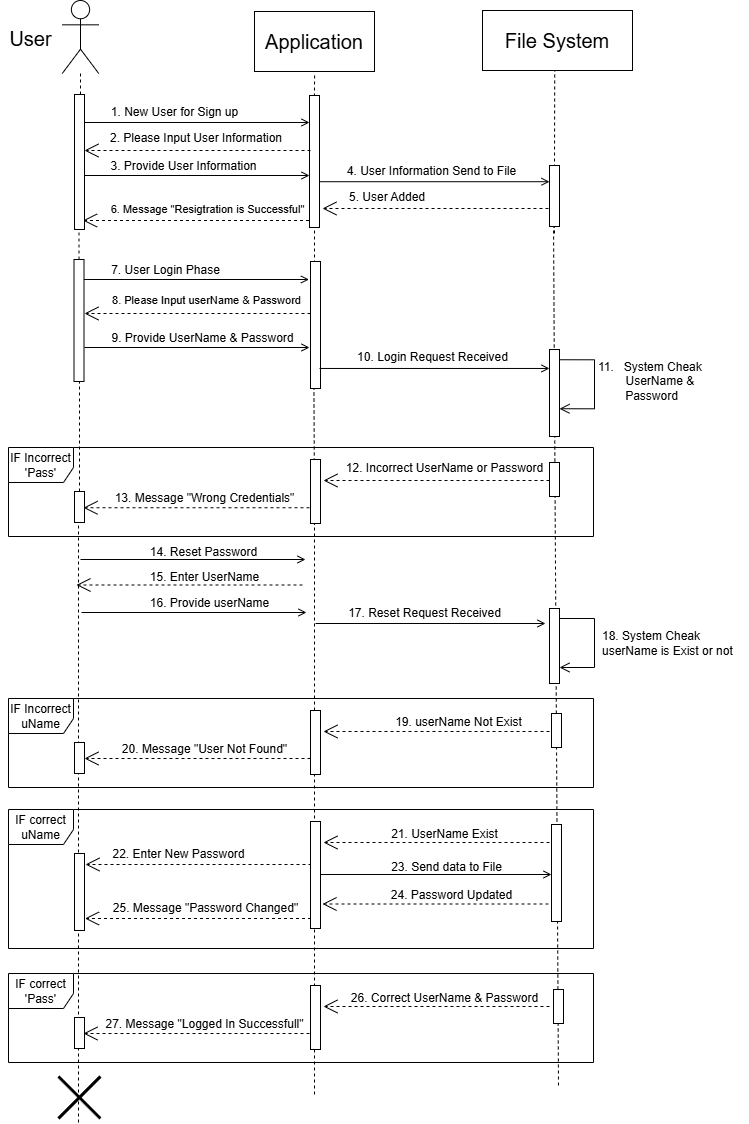 User
Application
File System
1. New User for Sign up
2. Please Input User Information
3. Provide User Information
4. User Information Send to File
5. User Added
6. Message "Resigtration is Successful"
7. User Login Phase
8. Please Input userName & Password
9. Provide UserName & Password
10. Login Request Received
11. System Cheak
UserName &
Password
IF Incorrect
'Pass'
12. Incorrect UserName or Password
13. Message "Wrong Credentials"
14. Reset Password
15. Enter UserName
16. Provide userName
17. Reset Request Received
18. System Cheak
userName is Exist or not
IF Incorrect
uName
19. userName Not Exist
20. Message "User Not Found"
IF correct
uName
21. UserName Exist
22. Enter New Password
23. Send data to File
24. Password Updated
25. Message "Password Changed"
IF correct
'Pass'
26. Correct UserName & Password
27. Message "Logged In Successfull"